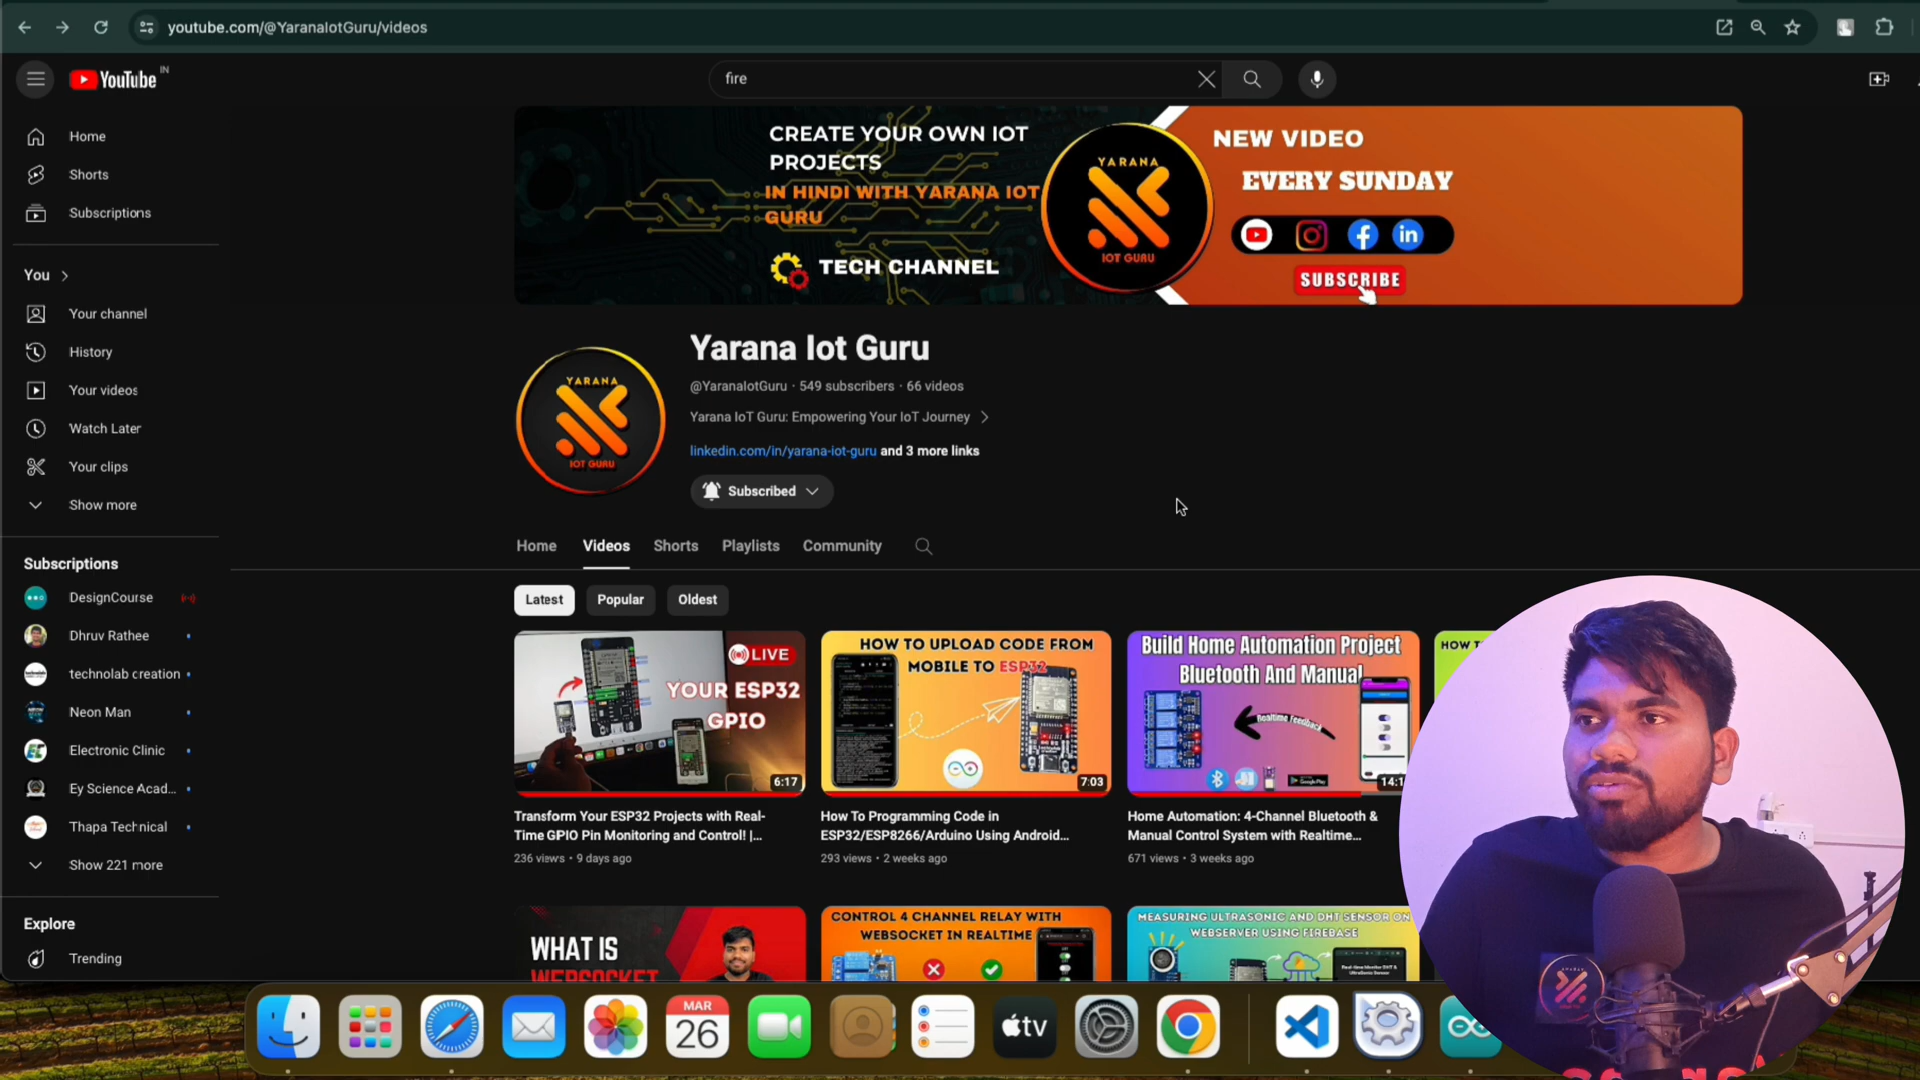 youtube.com/@YaranaIotGuru/videos
YouTube IN
fire
Home
Shorts
Subscriptions
You
Your channel
History
Your videos
Watch Later
Your clips
Show more
Subscriptions
DesignCourse
Dhruv Rathee
technolab creation
Neon Man
Electronic Clinic
Ey Science Acad...
Thapa Technical
Show 221 more
Explore
Trending
CREATE YOUR OWN IOT
PROJECTS
IN HINDI WITH YARANA IOT
GURU
TECH CHANNEL
YARANA
IOT GURU
NEW VIDEO
EVERY SUNDAY
in
SUBSCRIBE
YARANA
IOT GURU
Yarana Iot Guru
@YaranaIotGuru · 549 subscribers · 66 videos
Yarana IoT Guru: Empowering Your IoT Journey
linkedin.com/in/yarana-iot-guru and 3 more links
Subscribed
Home
Videos
Shorts
Playlists
Community
Latest
Popular
Oldest
LIVE
YOUR ESP32
GPIO
6:17
Transform Your ESP32 Projects with Real-
Time GPIO Pin Monitoring and Control! |...
236 views · 9 days ago
HOW TO UPLOAD CODE FROM
MOBILE TO ESP32
7:03
How To Programming Code in
ESP32/ESP8266/Arduino Using Android...
293 views · 2 weeks ago
Build Home Automation Project
Bluetooth And Manual
Realtime Feedback
14:1
Home Automation: 4-Channel Bluetooth &
Manual Control System with Realtime...
671 views · 3 weeks ago
HOW T
WHAT IS
WEBSOCKET
CONTROL 4 CHANNEL RELAY WITH
WEBSOCKET IN REALTIME
MEASURING ULTRASONIC AND DHT SENSOR ON
WEBSERVER USING FIREBASE
MAR
26
tv